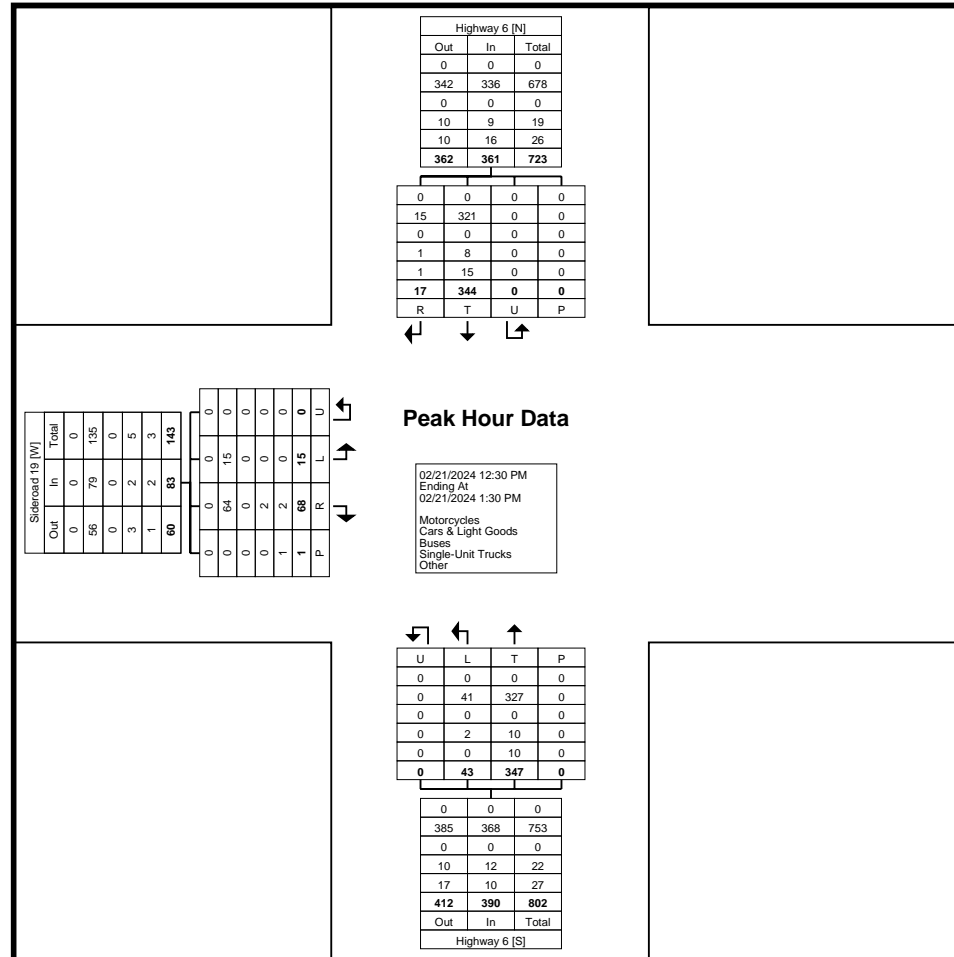 Highway 6 [N]
Out In Total
0 0 0
342 336 678
0 0 0
10 9 19
10 16 26
362 361 723
0 0 0 0
15 321 0 0
0 0 0 0
1 8 0 0
1 15 0 0
17 344 0 0
R T U P
Sideroad 19 [W]
Total 0 135 0 5 3 143
In 0 79 0 2 2 83
Out 0 56 0 3 1 60
0 0 0 0 0 0 U
0 15 0 0 0 15 L
0 64 0 2 2 68 R
0 0 0 0 1 1 P
Peak Hour Data
02/21/2024 12:30 PM
Ending At
02/21/2024 1:30 PM
Motorcycles
Cars & Light Goods
Buses
Single-Unit Trucks
Other
U L T P
0 0 0 0
0 41 327 0
0 0 0 0
0 2 10 0
0 0 10 0
0 43 347 0
0 0 0
385 368 753
0 0 0
10 12 22
17 10 27
412 390 802
Out In Total
Highway 6 [S]